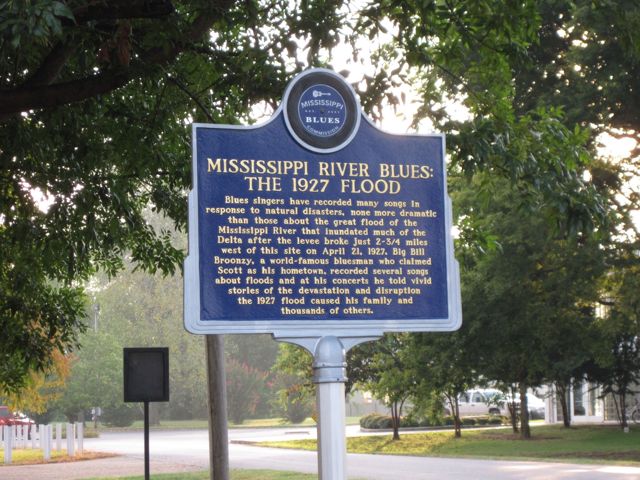 MISSISSIPPI
BLUES
COMMISSION
MISSISSIPPI RIVER BLUES:
THE 1927 FLOOD
Blues singers have recorded many songs in
response to natural disasters, none more dramatic
than those about the great flood of the
Mississippi River that inundated much of the
Delta after the levee broke just 2-3/4 miles
west of this site on April 21, 1927. Big Bill
Broonzy, a world-famous bluesman who claimed
Scott as his hometown, recorded several songs
about floods and at his concerts he told vivid
stories of the devastation and disruption
the 1927 flood caused his family and
thousands of others.